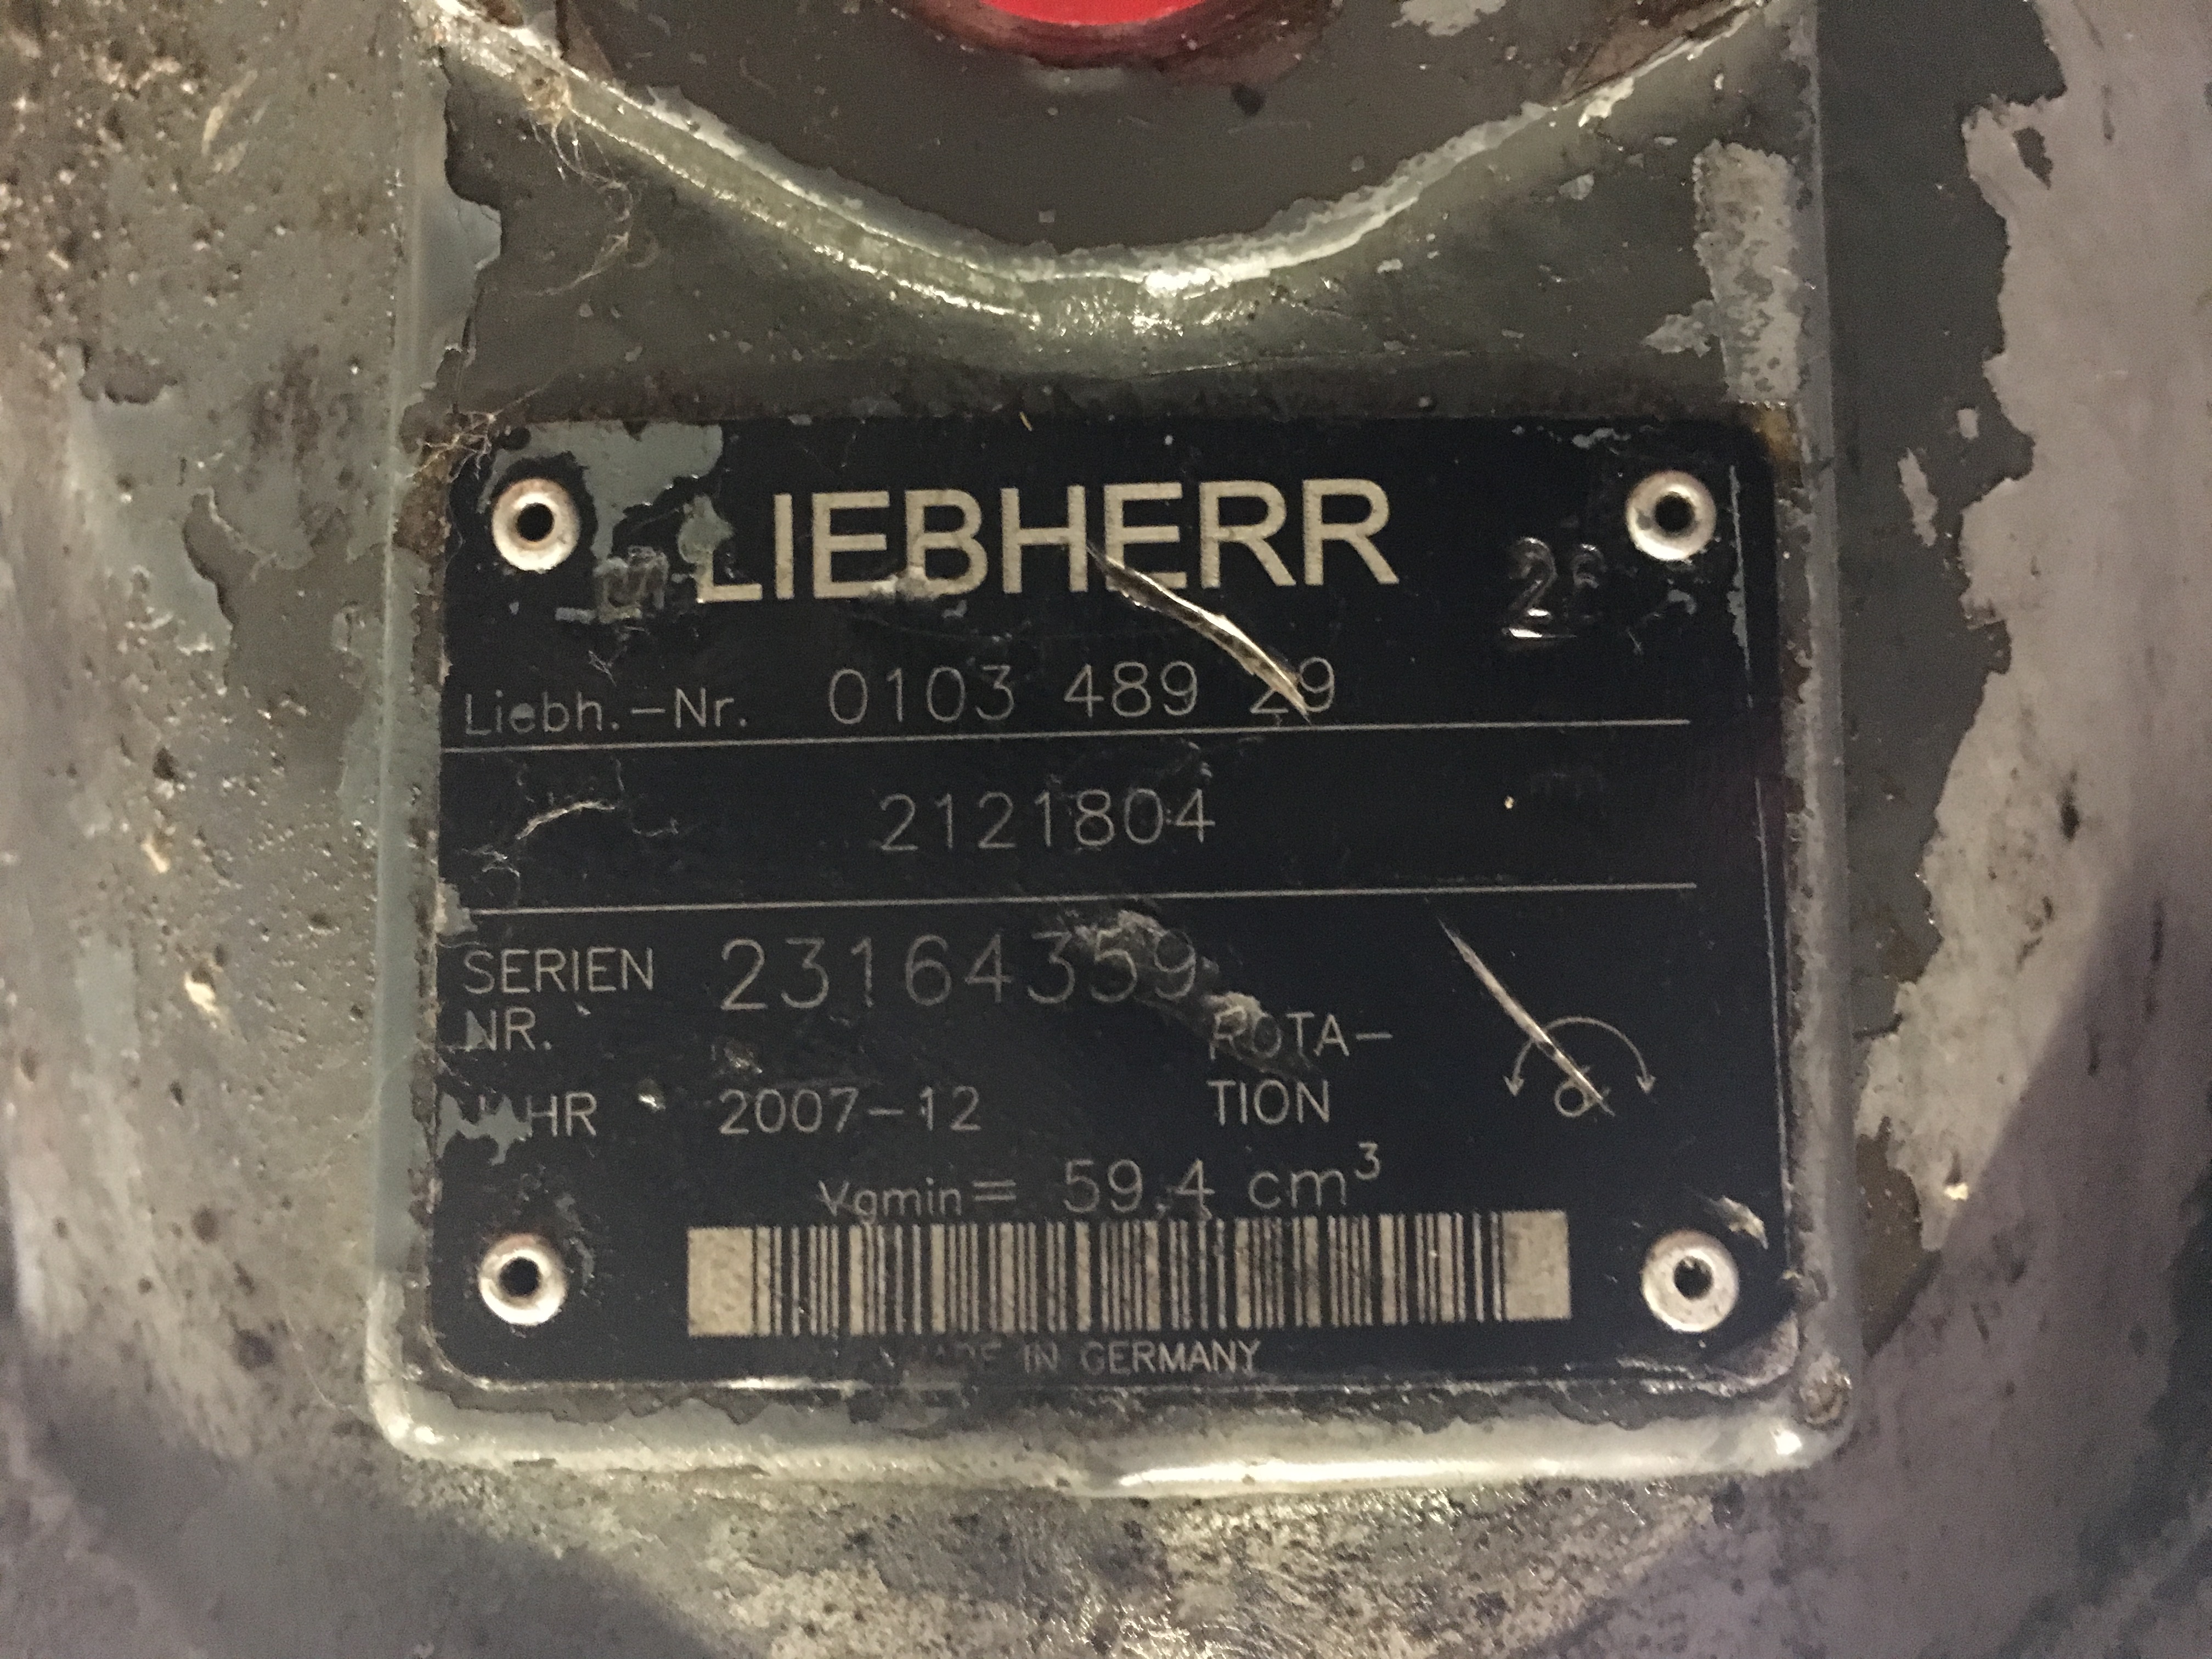 LIEBHERR
Liebh.-Nr. 0103 489 29
2121804
SERIEN NR. 23164359
ROTA-
TION
JAHR 2007-12
Vgmin= 59.4 cm³
MADE IN GERMANY